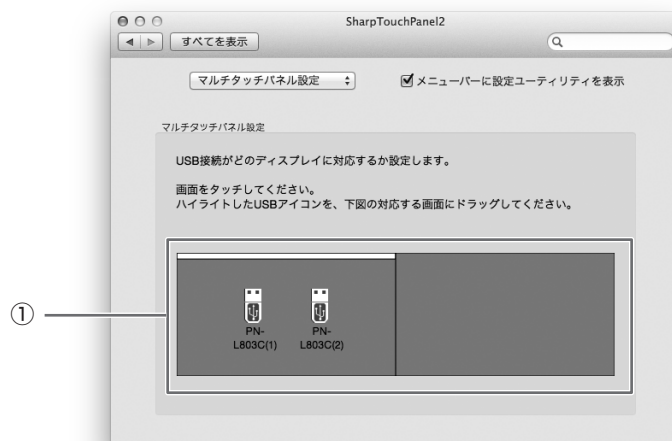 SharpTouchPanel2
すべてを表示
マルチタッチパネル設定
メニューバーに設定ユーティリティを表示
マルチタッチパネル設定
USB接続がどのディスプレイに対応するか設定します。
画面をタッチしてください。
ハイライトしたUSBアイコンを、下図の対応する画面にドラッグしてください。
①
PN-
L803C(1)
PN-
L803C(2)